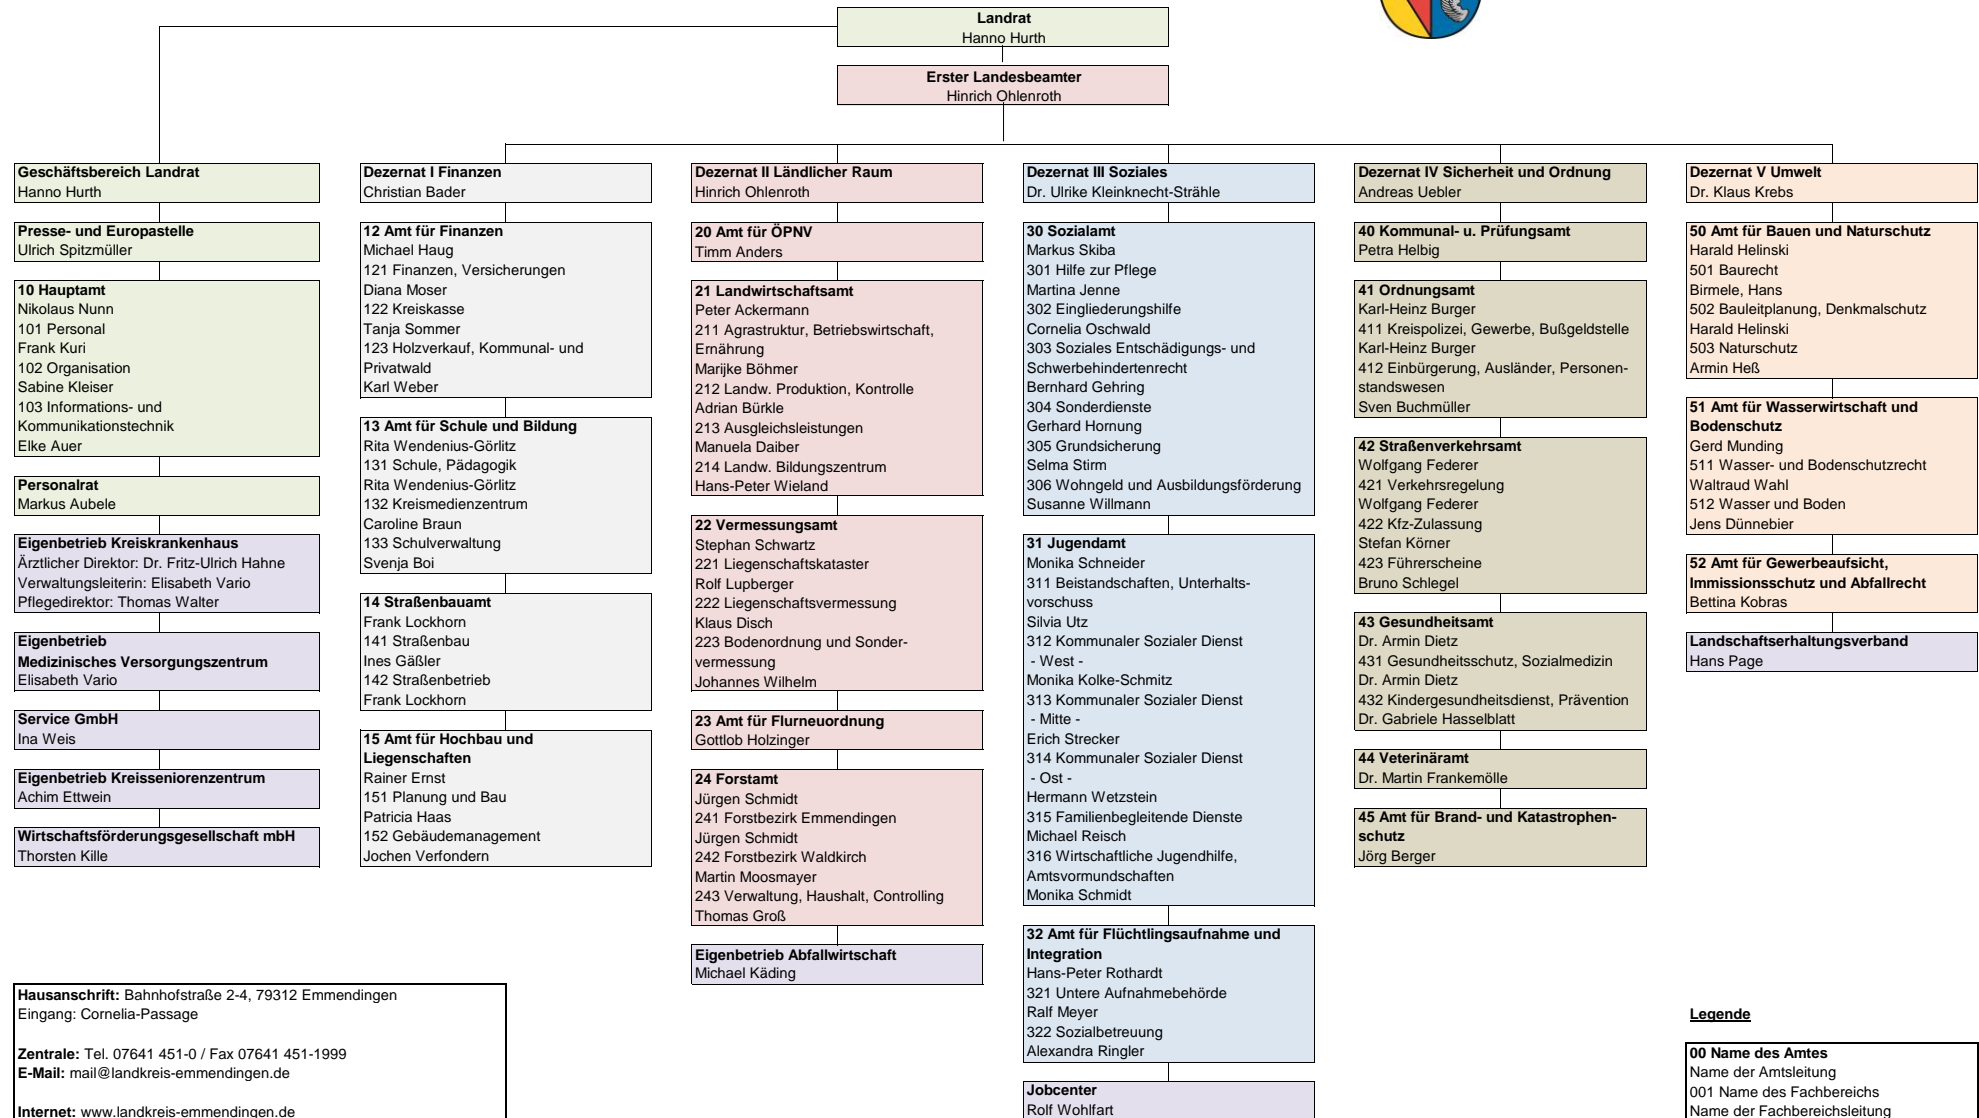 Landrat
Hanno Hurth
Erster Landesbeamter
Hinrich Ohlenroth
Geschäftsbereich Landrat
Hanno Hurth
Presse- und Europastelle
Ulrich Spitzmüller
10 Hauptamt
Nikolaus Nunn
101 Personal
Frank Kuri
102 Organisation
Sabine Kleiser
103 Informations- und
Kommunikationstechnik
Elke Auer
Personalrat
Markus Aubele
Eigenbetrieb Kreiskrankenhaus
Ärztlicher Direktor: Dr. Fritz-Ulrich Hahne
Verwaltungsleiterin: Elisabeth Vario
Pflegedirektor: Thomas Walter
Eigenbetrieb
Medizinisches Versorgungszentrum
Elisabeth Vario
Service GmbH
Ina Weis
Eigenbetrieb Kreisseniorenzentrum
Achim Ettwein
Wirtschaftsförderungsgesellschaft mbH
Thorsten Kille
Dezernat I Finanzen
Christian Bader
12 Amt für Finanzen
Michael Haug
121 Finanzen, Versicherungen
Diana Moser
122 Kreiskasse
Tanja Sommer
123 Holzverkauf, Kommunal- und
Privatwald
Karl Weber
13 Amt für Schule und Bildung
Rita Wendenius-Görlitz
131 Schule, Pädagogik
Rita Wendenius-Görlitz
132 Kreismedienzentrum
Caroline Braun
133 Schulverwaltung
Svenja Boi
14 Straßenbauamt
Frank Lockhorn
141 Straßenbau
Ines Gäßler
142 Straßenbetrieb
Frank Lockhorn
15 Amt für Hochbau und
Liegenschaften
Rainer Ernst
151 Planung und Bau
Patricia Haas
152 Gebäudemanagement
Jochen Verfondern
Dezernat II Ländlicher Raum
Hinrich Ohlenroth
20 Amt für ÖPNV
Timm Anders
21 Landwirtschaftsamt
Peter Ackermann
211 Agrastruktur, Betriebswirtschaft,
Ernährung
Marijke Böhmer
212 Landw. Produktion, Kontrolle
Adrian Bürkle
213 Ausgleichsleistungen
Manuela Daiber
214 Landw. Bildungszentrum
Hans-Peter Wieland
22 Vermessungsamt
Stephan Schwartz
221 Liegenschaftskataster
Rolf Lupberger
222 Liegenschaftsvermessung
Klaus Disch
223 Bodenordnung und Sonder-
vermessung
Johannes Wilhelm
23 Amt für Flurneuordnung
Gottlob Holzinger
24 Forstamt
Jürgen Schmidt
241 Forstbezirk Emmendingen
Jürgen Schmidt
242 Forstbezirk Waldkirch
Martin Moosmayer
243 Verwaltung, Haushalt, Controlling
Thomas Groß
Eigenbetrieb Abfallwirtschaft
Michael Käding
Dezernat III Soziales
Dr. Ulrike Kleinknecht-Strähle
30 Sozialamt
Markus Skiba
301 Hilfe zur Pflege
Martina Jenne
302 Eingliederungshilfe
Cornelia Oschwald
303 Soziales Entschädigungs- und
Schwerbehindertenrecht
Bernhard Gehring
304 Sonderdienste
Gerhard Hornung
305 Grundsicherung
Selma Stirm
306 Wohngeld und Ausbildungsförderung
Susanne Willmann
31 Jugendamt
Monika Schneider
311 Beistandschaften, Unterhalts-
vorschuss
Silvia Utz
312 Kommunaler Sozialer Dienst
- West -
Monika Kolke-Schmitz
313 Kommunaler Sozialer Dienst
- Mitte -
Erich Strecker
314 Kommunaler Sozialer Dienst
- Ost -
Hermann Wetzstein
315 Familienbegleitende Dienste
Michael Reisch
316 Wirtschaftliche Jugendhilfe,
Amtsvormundschaften
Monika Schmidt
32 Amt für Flüchtlingsaufnahme und
Integration
Hans-Peter Rothardt
321 Untere Aufnahmebehörde
Ralf Meyer
322 Sozialbetreuung
Alexandra Ringler
Jobcenter
Rolf Wohlfart
Dezernat IV Sicherheit und Ordnung
Andreas Uebler
40 Kommunal- u. Prüfungsamt
Petra Helbig
41 Ordnungsamt
Karl-Heinz Burger
411 Kreispolizei, Gewerbe, Bußgeldstelle
Karl-Heinz Burger
412 Einbürgerung, Ausländer, Personen-
standswesen
Sven Buchmüller
42 Straßenverkehrsamt
Wolfgang Federer
421 Verkehrsregelung
Wolfgang Federer
422 Kfz-Zulassung
Stefan Körner
423 Führerscheine
Bruno Schlegel
43 Gesundheitsamt
Dr. Armin Dietz
431 Gesundheitsschutz, Sozialmedizin
Dr. Armin Dietz
432 Kindergesundheitsdienst, Prävention
Dr. Gabriele Hasselblatt
44 Veterinäramt
Dr. Martin Frankemölle
45 Amt für Brand- und Katastrophen-
schutz
Jörg Berger
Dezernat V Umwelt
Dr. Klaus Krebs
50 Amt für Bauen und Naturschutz
Harald Helinski
501 Baurecht
Birmele, Hans
502 Bauleitplanung, Denkmalschutz
Harald Helinski
503 Naturschutz
Armin Heß
51 Amt für Wasserwirtschaft und
Bodenschutz
Gerd Munding
511 Wasser- und Bodenschutzrecht
Waltraud Wahl
512 Wasser und Boden
Jens Dünnebier
52 Amt für Gewerbeaufsicht,
Immissionsschutz und Abfallrecht
Bettina Kobras
Landschaftserhaltungsverband
Hans Page
Hausanschrift: Bahnhofstraße 2-4, 79312 Emmendingen
Eingang: Cornelia-Passage
Zentrale: Tel. 07641 451-0 / Fax 07641 451-1999
E-Mail: mail@landkreis-emmendingen.de
Internet: www.landkreis-emmendingen.de
Legende
00 Name des Amtes
Name der Amtsleitung
001 Name des Fachbereichs
Name der Fachbereichsleitung